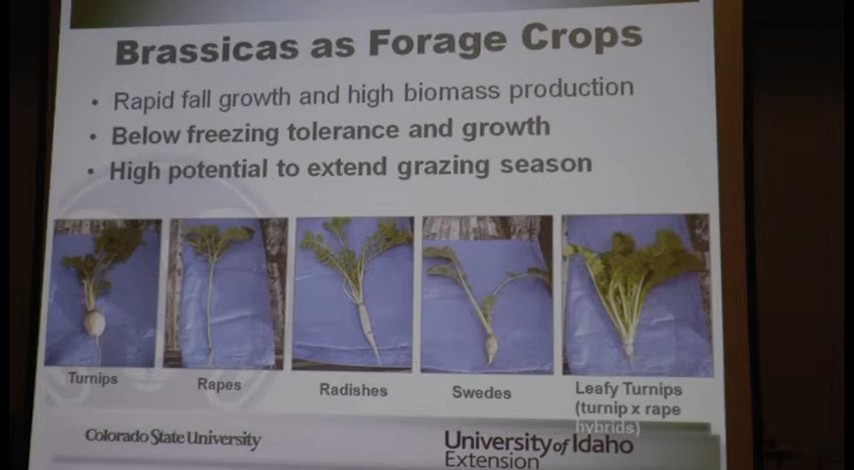 Brassicas as Forage Crops
• Rapid fall growth and high biomass production
• Below freezing tolerance and growth
• High potential to extend grazing season
Turnips
Rapes
Radishes
Swedes
Leafy Turnips
(turnip x rape
hybrids)
Colorado State University
University of Idaho
Extension